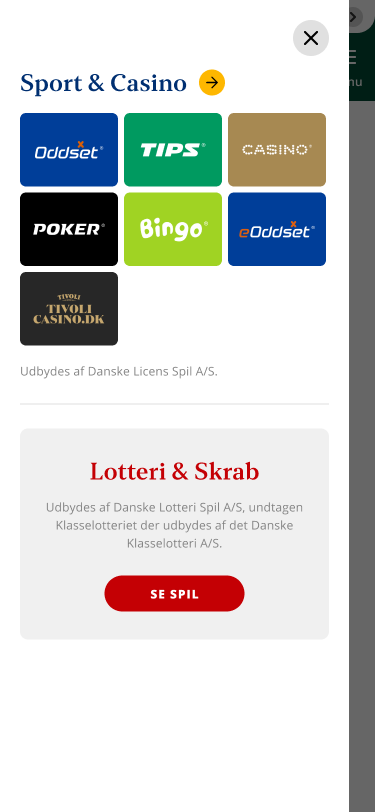 Sport & Casino
Oddset®
TIPS®
CASINO®
POKER®
Bingo®
eOddset®
TIVOLI
TIVOLI
CASINO.DK
Udbydes af Danske Licens Spil A/S.
Lotteri & Skrab
Udbydes af Danske Lotteri Spil A/S, undtagen
Klasselotteriet der udbydes af det Danske
Klasselotteri A/S.
SE SPIL
nu